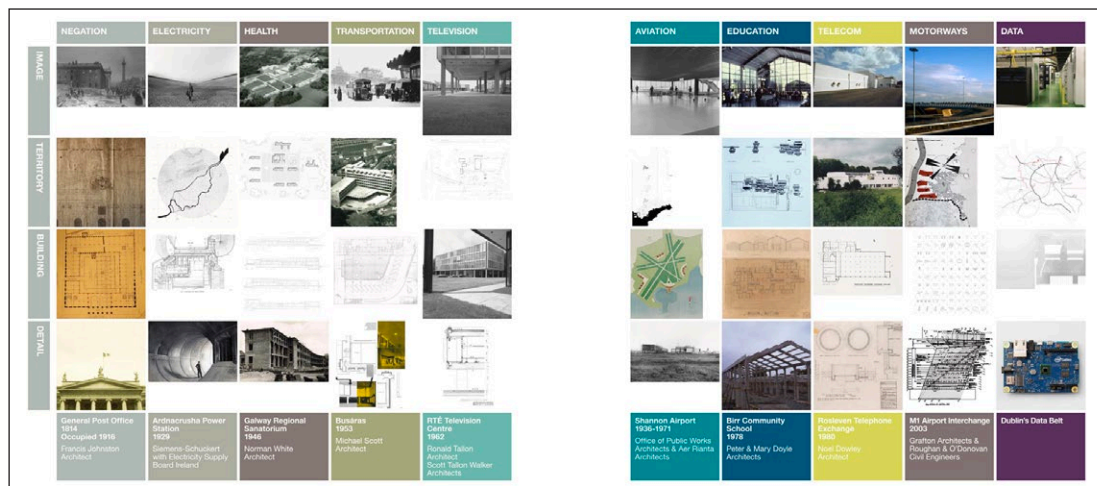 NEGATION
ELECTRICITY
HEALTH
TRANSPORTATION
TELEVISION
AVIATION
EDUCATION
TELECOM
MOTORWAYS
DATA
IMAGE
TERRITORY
BUILDING
DETAIL
General Post Office
1814
Occupied 1916
Francis Johnston
Architect
Ardnacrusha Power
Station
1929
Siemens-Schuckert
with Electricity Supply
Board Ireland
Galway Regional
Sanatorium
1946
Norman White
Architect
Busáras
1953
Michael Scott
Architect
RTÉ Television
Centre
1962
Ronald Tallon
Architect
Scott Tallon Walker
Architects
Shannon Airport
1936-1971
Office of Public Works
Architects & Aer Rianta
Architects
Birr Community
School
1978
Peter & Mary Doyle
Architects
Roslevan Telephone
Exchange
1980
Noel Dowley
Architect
M1 Airport Interchange
2003
Grafton Architects &
Roughan & O'Donovan
Civil Engineers
Dublin's Data Belt